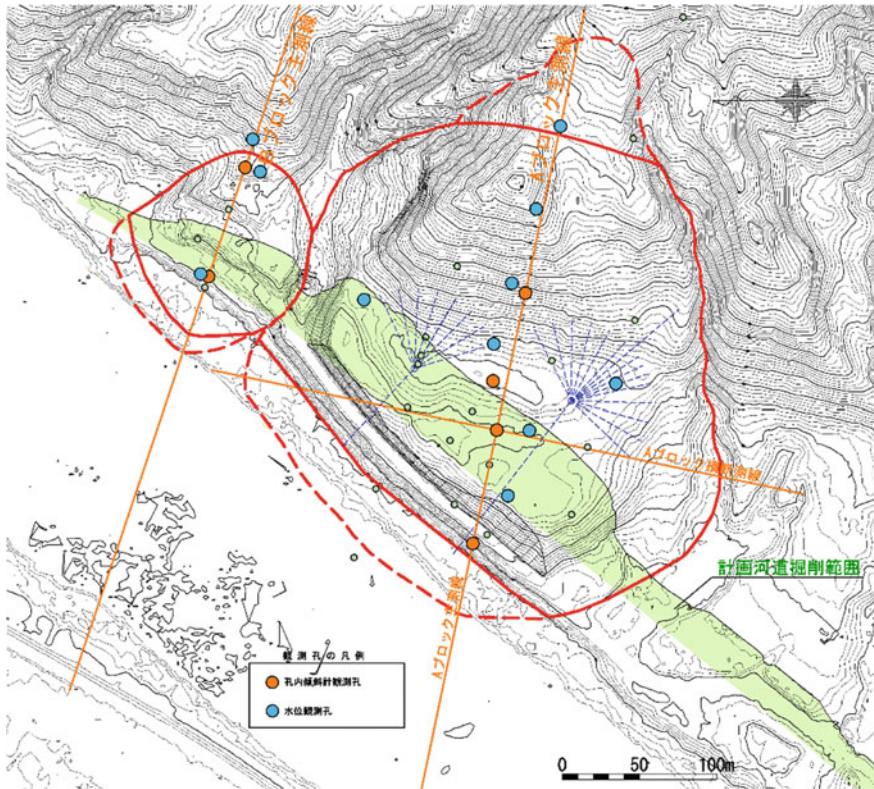 Bブロック主測線
Aブロック主測線
Aブロック横断測線
計画河道掘削範囲
Aブロック主測線
観測孔の凡例
孔内傾斜計観測孔
水位観測孔
0 50 100m